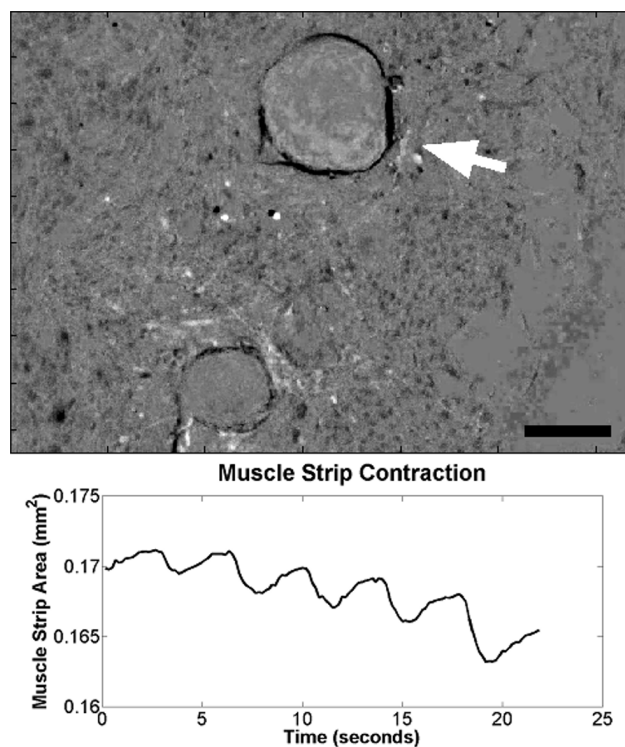 Muscle Strip Contraction
Muscle Strip Area (mm²)
0.175
0.17
0.165
0.16
0 5 10 15 20 25
Time (seconds)